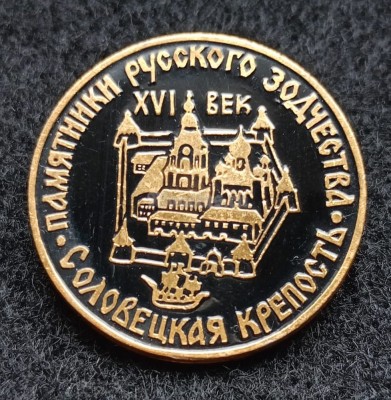 ПАМЯТНИКИ РУССКОГО ЗОДЧЕСТВА
XVI ВЕК
СОЛОВЕЦКАЯ КРЕПОСТЬ